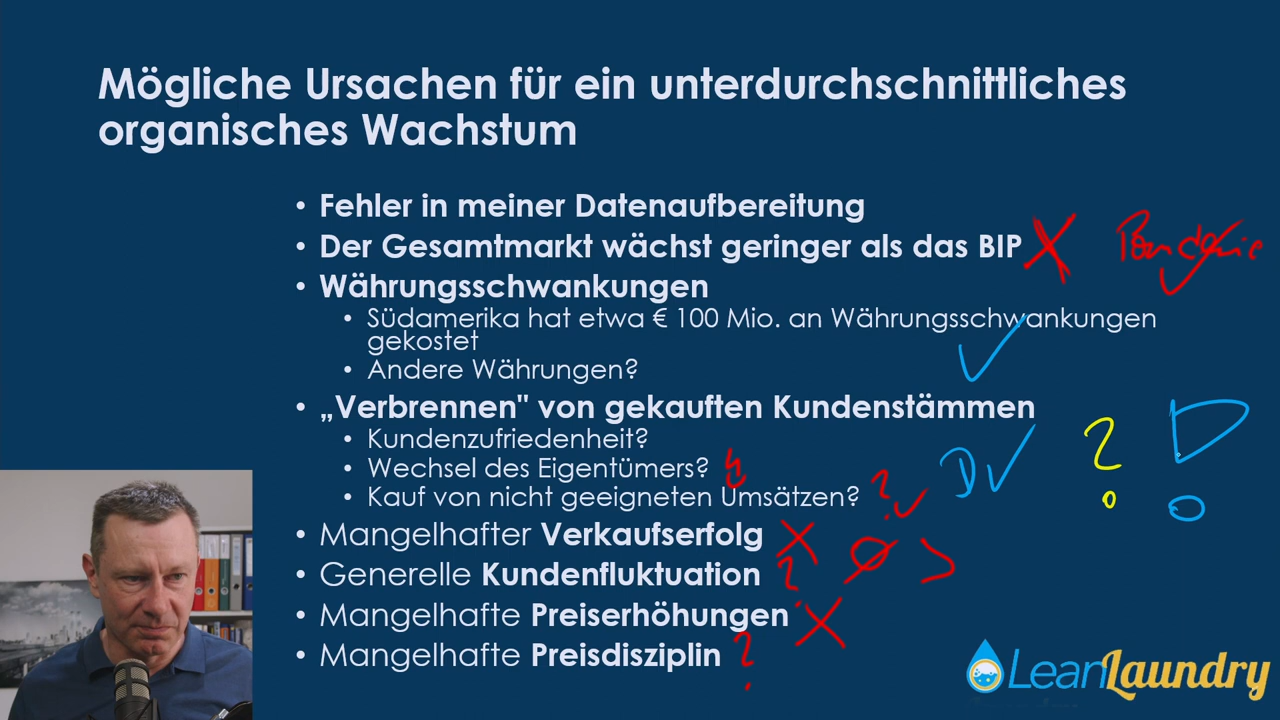 Mögliche Ursachen für ein unterdurchschnittliches
organisches Wachstum
• Fehler in meiner Datenaufbereitung
• Der Gesamtmarkt wächst geringer als das BIP X Pandemie
• Währungsschwankungen
• Südamerika hat etwa € 100 Mio. an Währungsschwankungen
gekostet
• Andere Währungen?
• „Verbrennen" von gekauften Kundenstämmen
• Kundenzufriedenheit?
• Wechsel des Eigentümers?
• Kauf von nicht geeigneten Umsätzen? ? D ? !
• Mangelhafter Verkaufserfolg X
• Generelle Kundenfluktuation ? Ø >
• Mangelhafte Preiserhöhungen X
• Mangelhafte Preisdisziplin ?
LeanLaundry